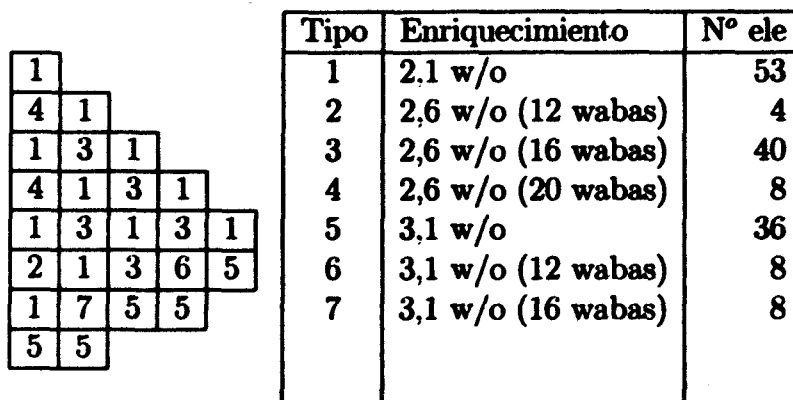 Tipo Enriquecimiento Nº ele
1 2,1 w/o 53
2 2,6 w/o (12 wabas) 4
3 2,6 w/o (16 wabas) 40
4 2,6 w/o (20 wabas) 8
5 3,1 w/o 36
6 3,1 w/o (12 wabas) 8
7 3,1 w/o (16 wabas) 8
1
4 1
1 3 1
4 1 3 1
1 3 1 3 1
2 1 3 6 5
1 7 5 5
5 5